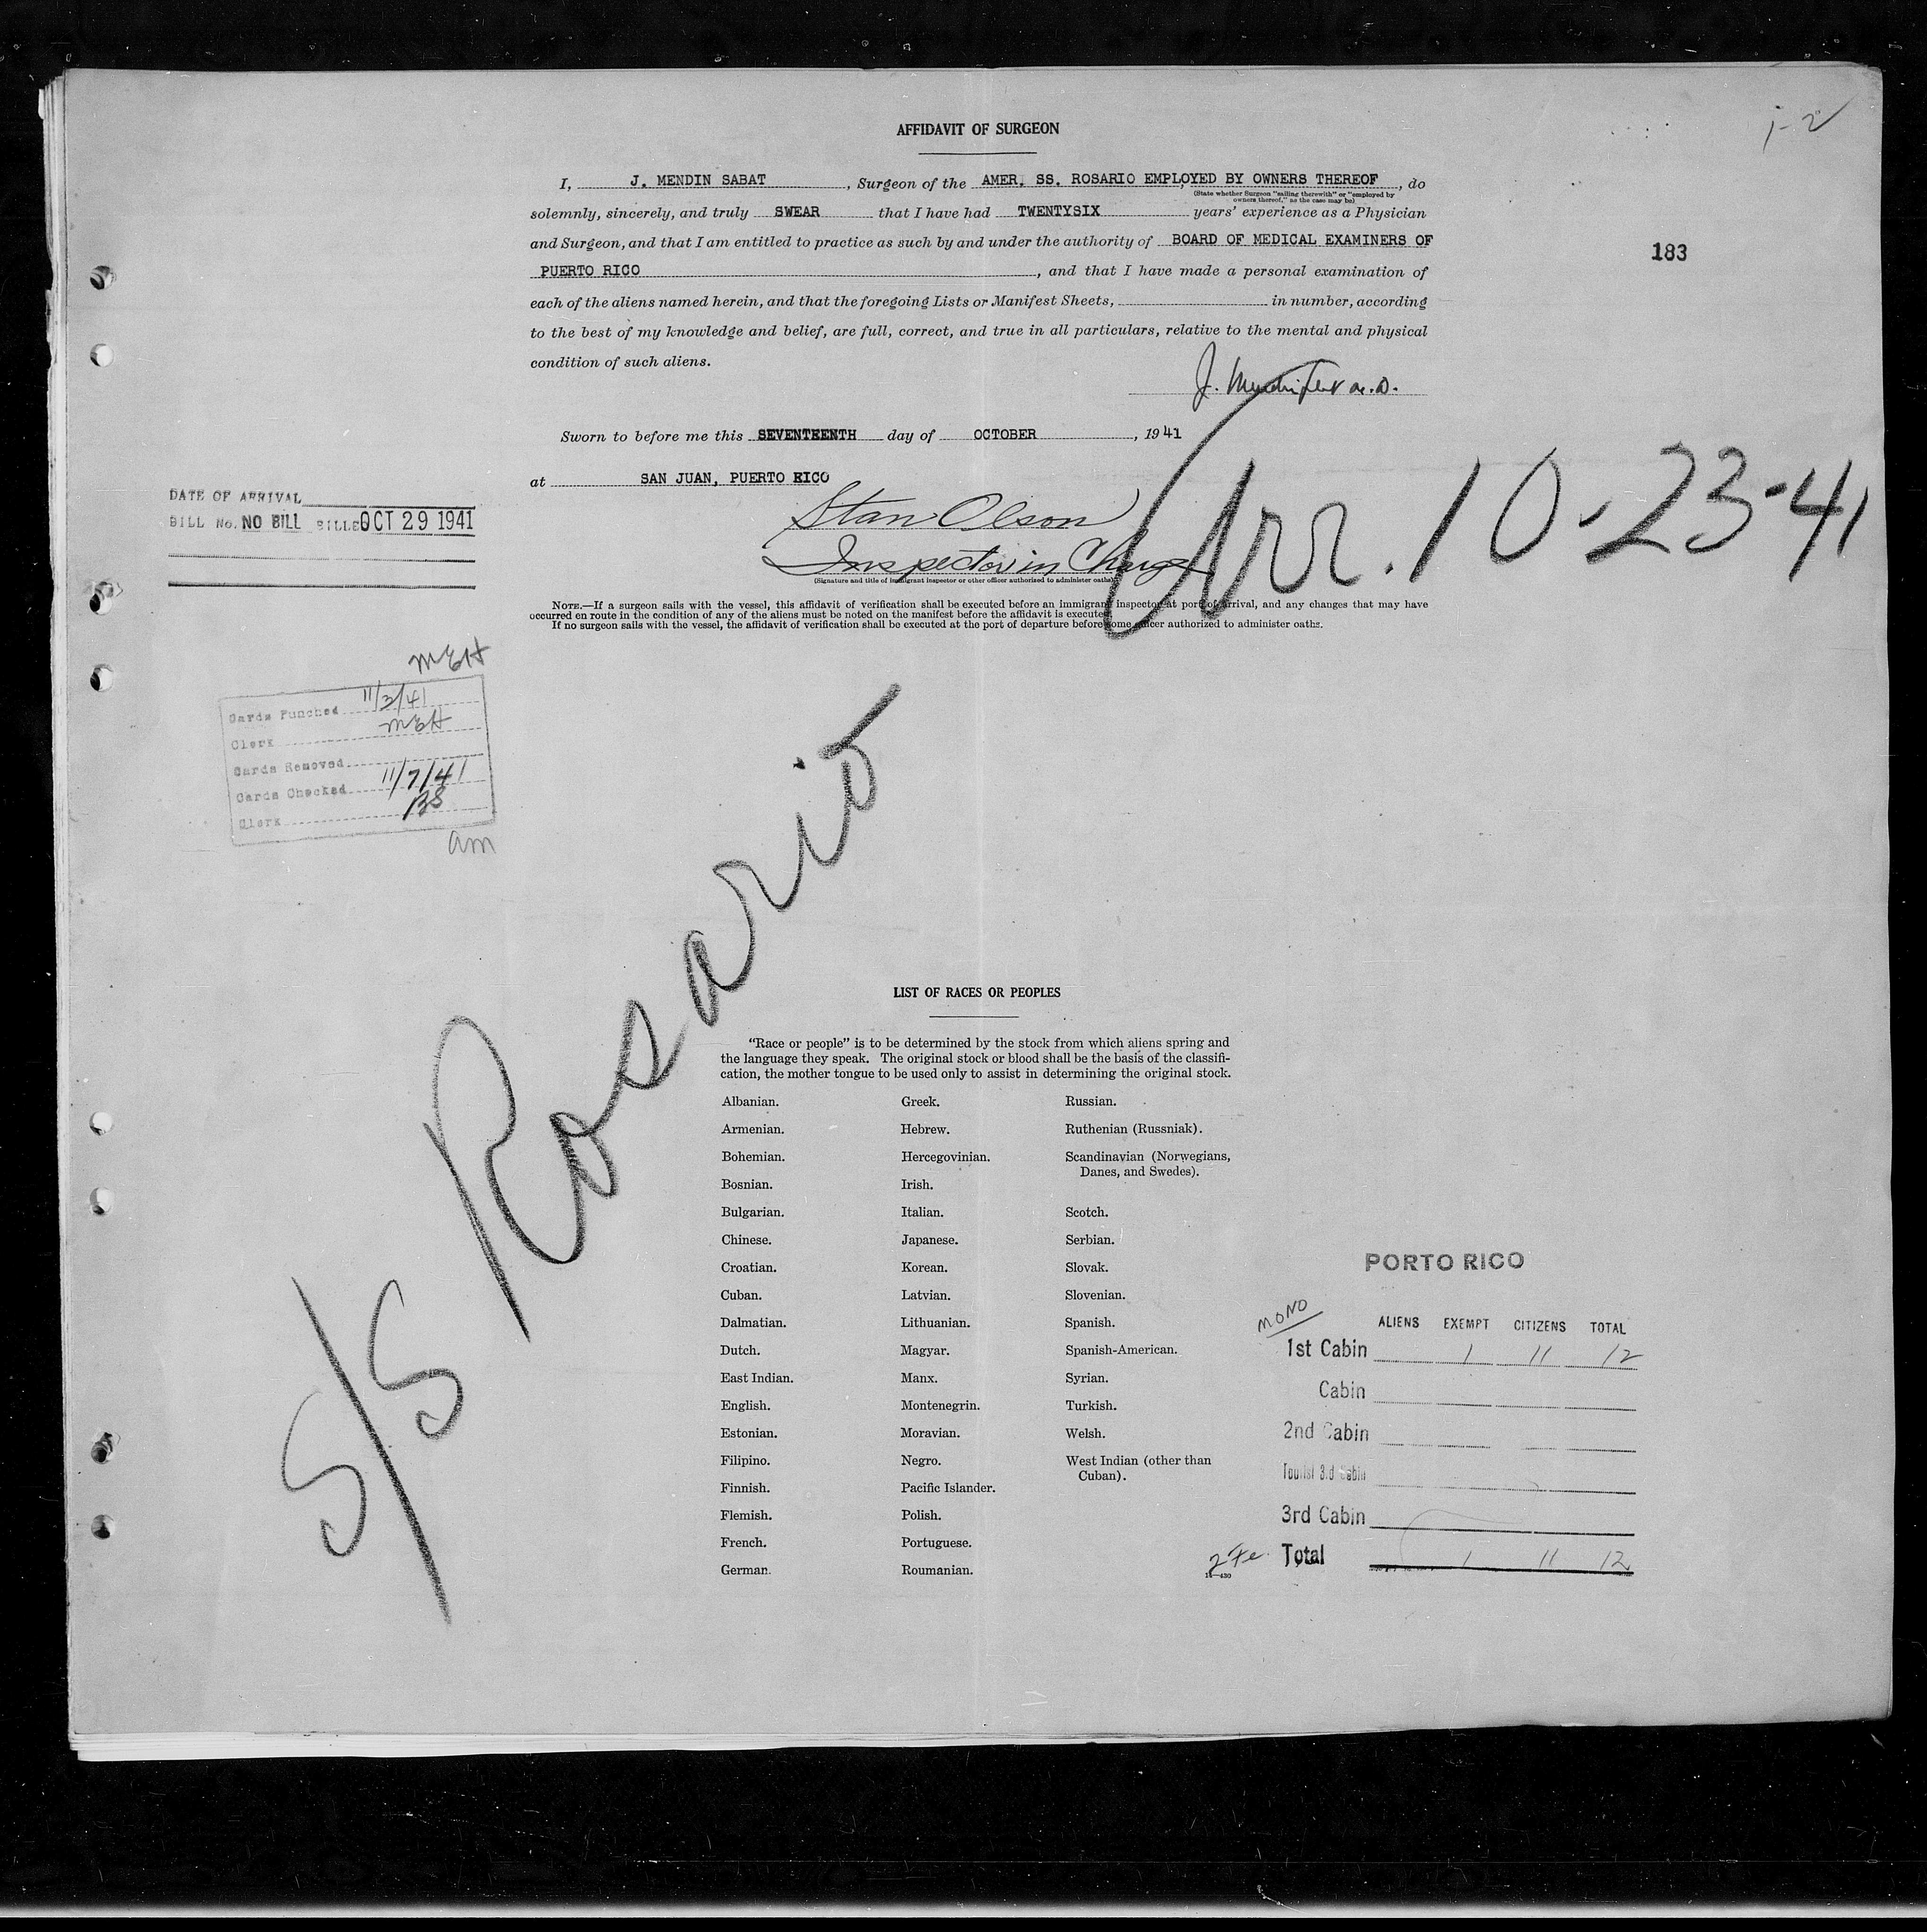 1-2
AFFIDAVIT OF SURGEON
I, J. MENDIN SABAT, Surgeon of the AMER. SS. ROSARIO EMPLOYED BY OWNERS THEREOF, do
(State whether Surgeon "sailing therewith" or "employed by
owners thereof," as the case may be)
solemnly, sincerely, and truly SWEAR that I have had TWENTYSIX years' experience as a Physician
and Surgeon, and that I am entitled to practice as such by and under the authority of BOARD OF MEDICAL EXAMINERS OF
PUERTO RICO, and that I have made a personal examination of
183
each of the aliens named herein, and that the foregoing Lists or Manifest Sheets, in number, according
to the best of my knowledge and belief, are full, correct, and true in all particulars, relative to the mental and physical
condition of such aliens.
J. M.D.
Sworn to before me this SEVENTEENTH day of OCTOBER, 1941
at SAN JUAN, PUERTO RICO
Stan Olson
Inspector in Charge
(Signature and title of immigrant inspector or other officer authorized to administer oaths)
Arr. 10-23-41
DATE OF ARRIVAL
BILL No. NO BILL BILLED OCT 29 1941
NOTE.—If a surgeon sails with the vessel, this affidavit of verification shall be executed before an immigrant inspector at port of arrival, and any changes that may have
occurred en route in the condition of any of the aliens must be noted on the manifest before the affidavit is executed.
If no surgeon sails with the vessel, the affidavit of verification shall be executed at the port of departure before some officer authorized to administer oaths.
MEH
Cards Punched 11/3/41
Clerk MEH
Cards Removed
Cards Checked 11/7/41
Clerk BS
am
S/S Rosario
LIST OF RACES OR PEOPLES
"Race or people" is to be determined by the stock from which aliens spring and
the language they speak. The original stock or blood shall be the basis of the classifi-
cation, the mother tongue to be used only to assist in determining the original stock.
Albanian.
Armenian.
Bohemian.
Bosnian.
Bulgarian.
Chinese.
Croatian.
Cuban.
Dalmatian.
Dutch.
East Indian.
English.
Estonian.
Filipino.
Finnish.
Flemish.
French.
German.
Greek.
Hebrew.
Hercegovinian.
Irish.
Italian.
Japanese.
Korean.
Latvian.
Lithuanian.
Magyar.
Manx.
Montenegrin.
Moravian.
Negro.
Pacific Islander.
Polish.
Portuguese.
Roumanian.
Russian.
Ruthenian (Russniak).
Scandinavian (Norwegians,
Danes, and Swedes).
Scotch.
Serbian.
Slovak.
Slovenian.
Spanish.
Spanish-American.
Syrian.
Turkish.
Welsh.
West Indian (other than
Cuban).
14—430
PORTO RICO
MONO
ALIENS EXEMPT CITIZENS TOTAL
1st Cabin 1 11 12
Cabin
2nd Cabin
Tourist 3rd Cabin
3rd Cabin
Total 1 11 12